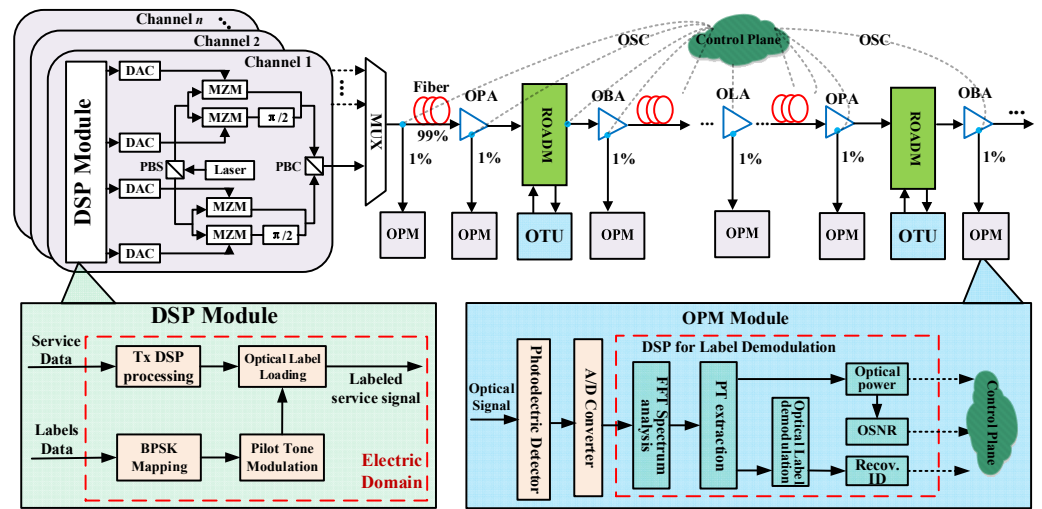 Channel n
Channel 2
Channel 1
DSP Module
DAC
DAC
DAC
DAC
MZM
MZM
π/2
PBS
Laser
PBC
MZM
MZM
π/2
MUX
Fiber
99%
1%
OPM
OPA
1%
OPM
ROADM
OTU
OBA
1%
OPM
OSC
Control Plane
OSC
OLA
1%
OPM
OPA
1%
OPM
ROADM
OTU
OBA
1%
OPM
DSP Module
Service
Data
Tx DSP
processing
Optical Label
Loading
Labeled
service signal
Labels
Data
BPSK
Mapping
Pilot Tone
Modulation
Electric
Domain
OPM Module
DSP for Label Demodulation
Optical
Signal
Photoelectric Detector
A/D Converter
FFT Spectrum
analysis
PT extraction
Optical Label
demodulation
Optical
power
OSNR
Recov.
ID
Control Plane